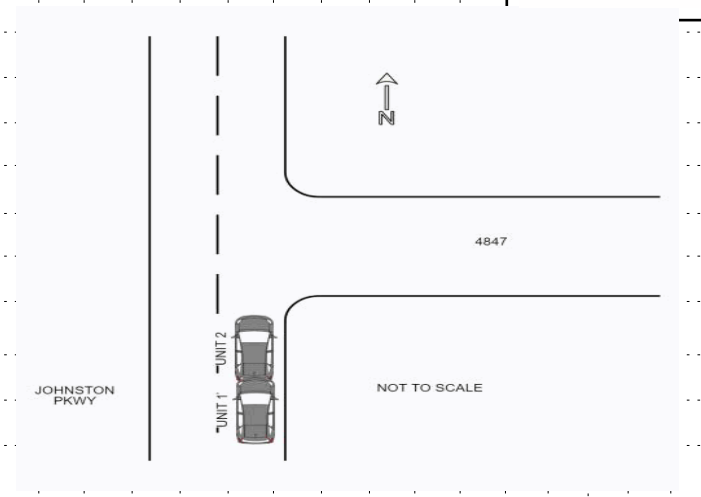 N
4847
UNIT 2
UNIT 1'
JOHNSTON
PKWY
NOT TO SCALE